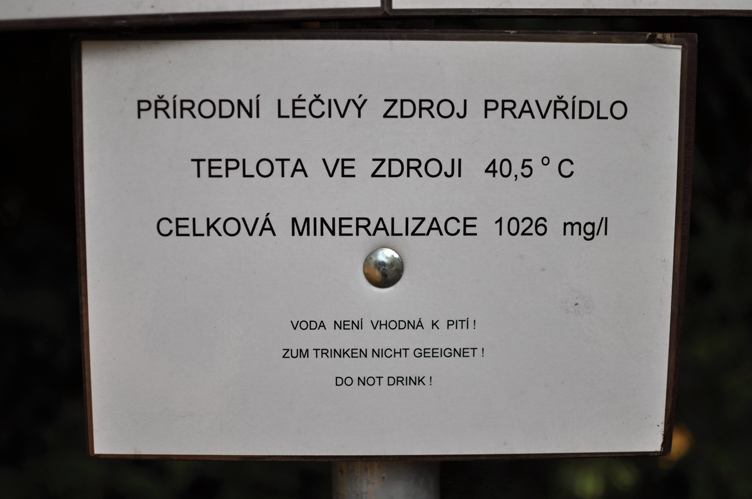 PŘÍRODNÍ LÉČIVÝ ZDROJ PRAVŘÍDLO
TEPLOTA VE ZDROJI 40,5 º C
CELKOVÁ MINERALIZACE 1026 mg/l
VODA NENÍ VHODNÁ K PITÍ !
ZUM TRINKEN NICHT GEEIGNET !
DO NOT DRINK !